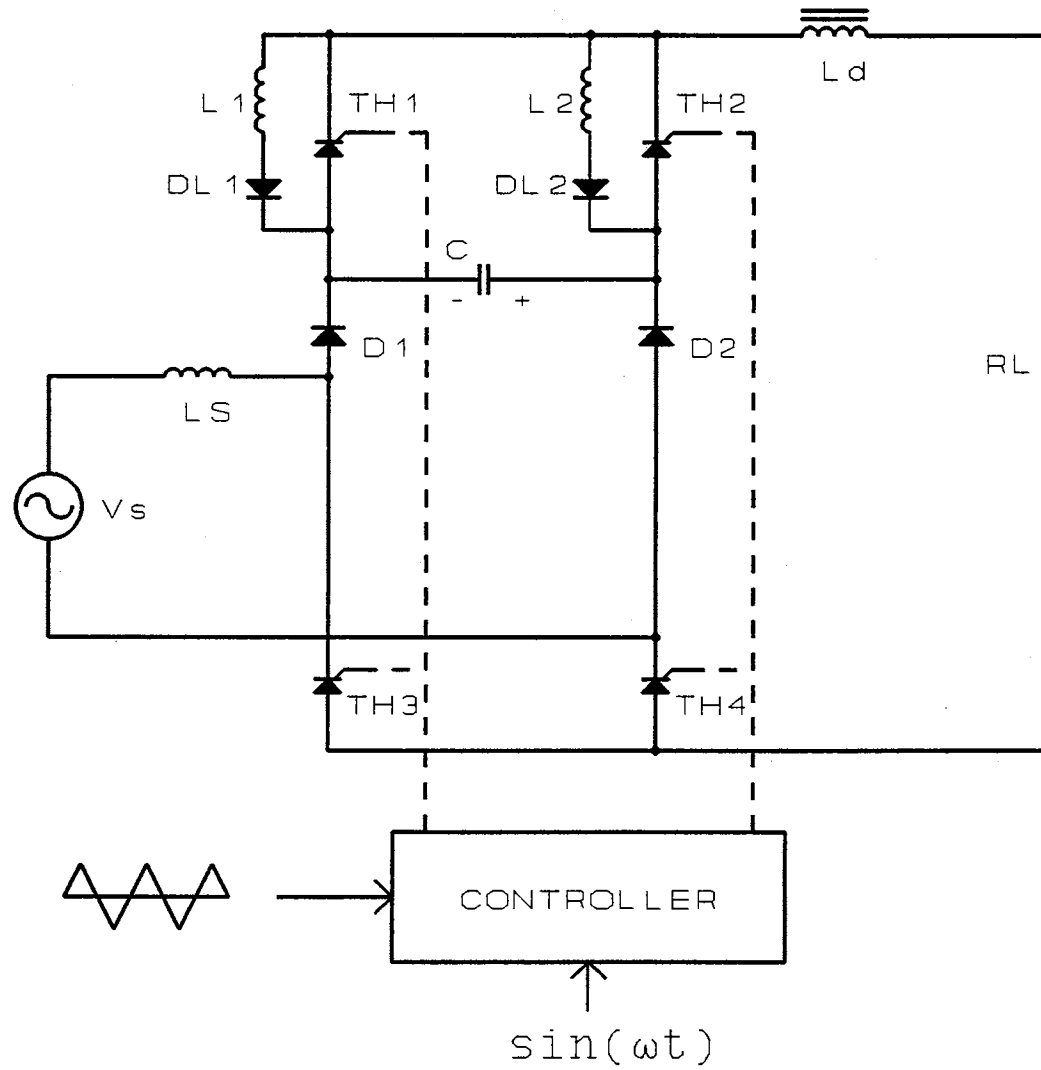 Ld
L1
TH1
L2
TH2
DL1
DL2
C
- +
D1
D2
RL
LS
Vs
TH3
TH4
CONTROLLER
sin(ωt)